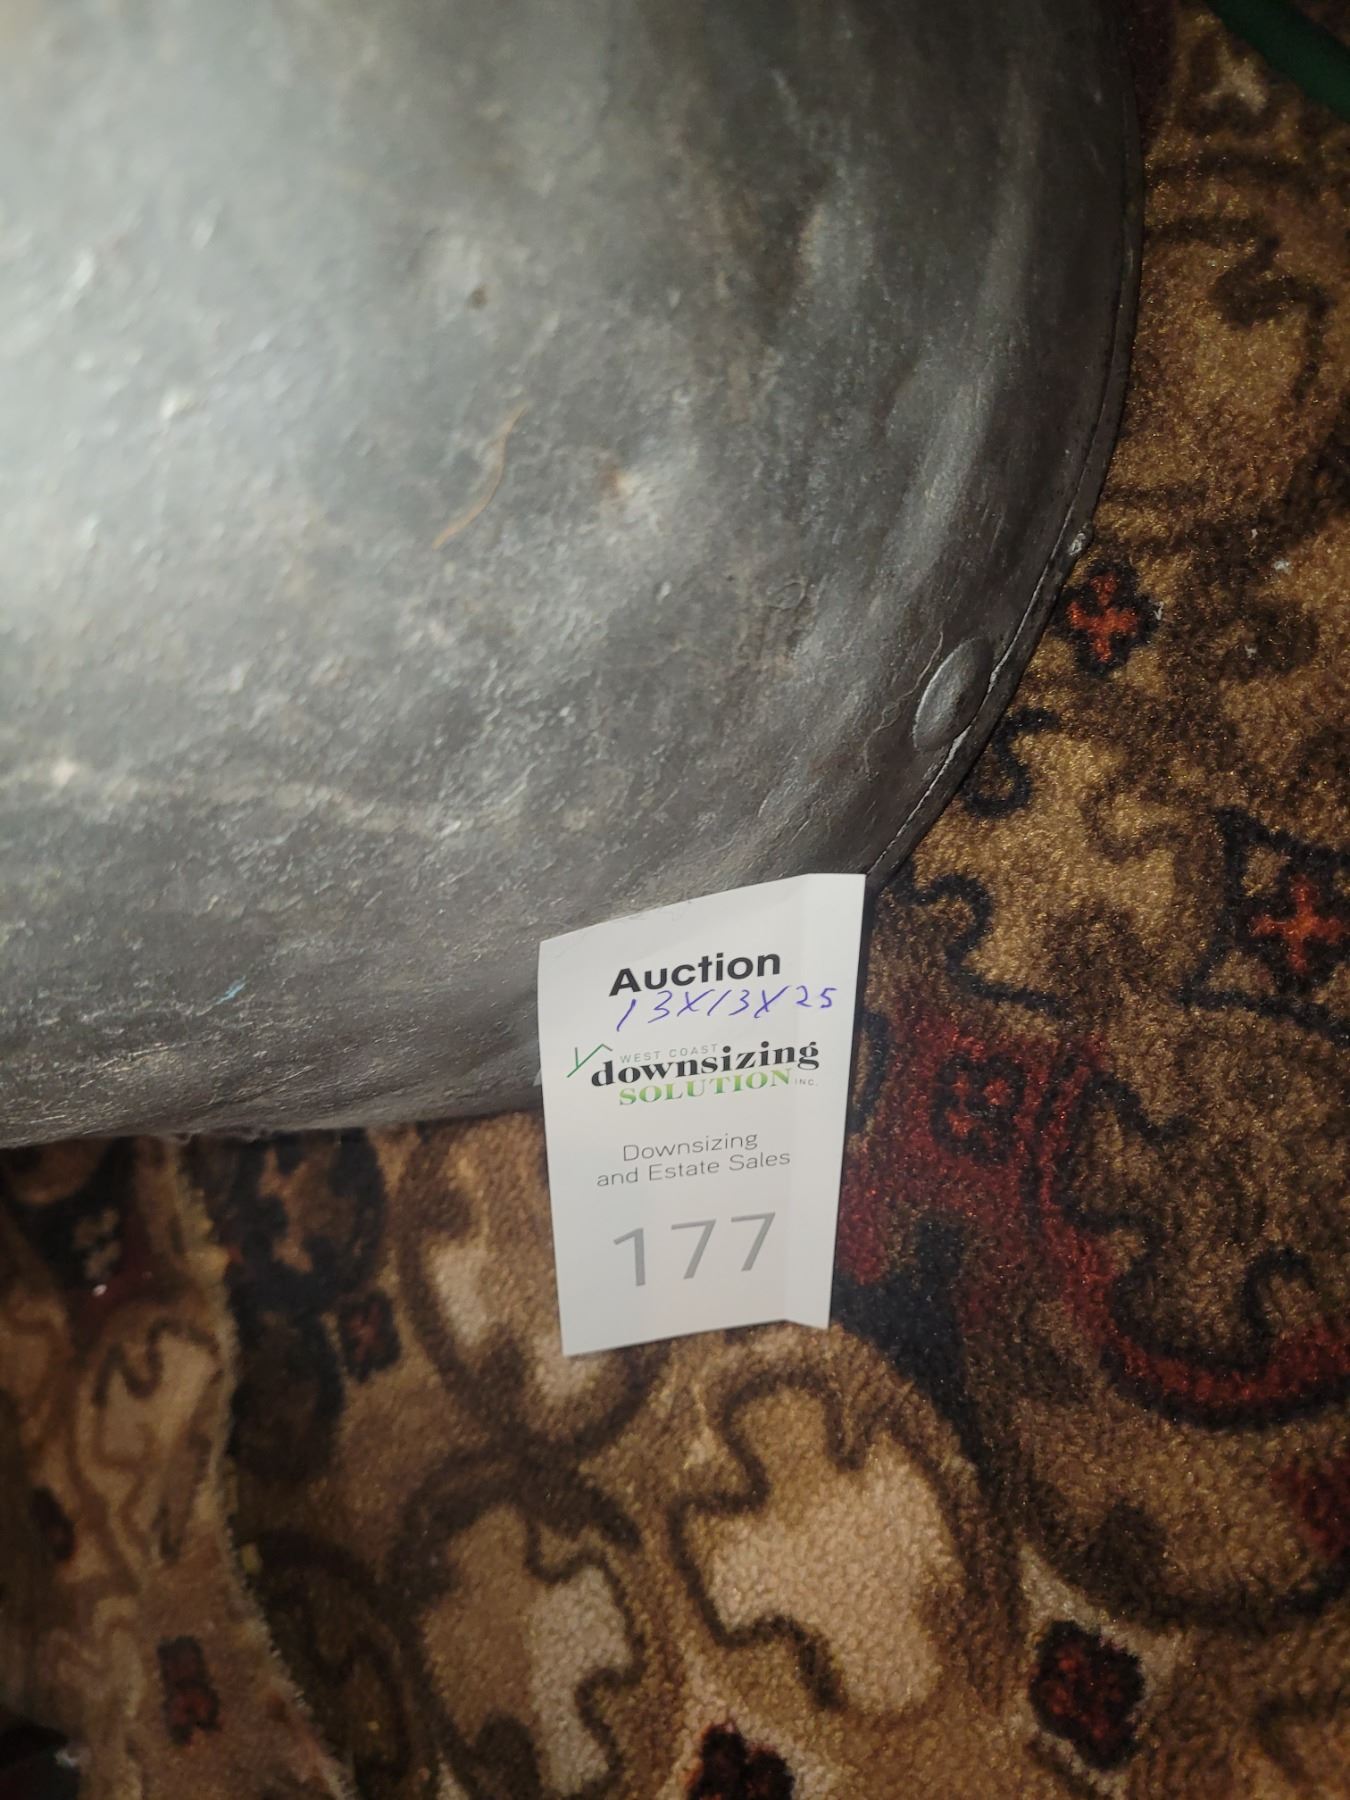 Auction
13X13X25
WEST COAST
downsizing
SOLUTION INC.
Downsizing
and Estate Sales
177